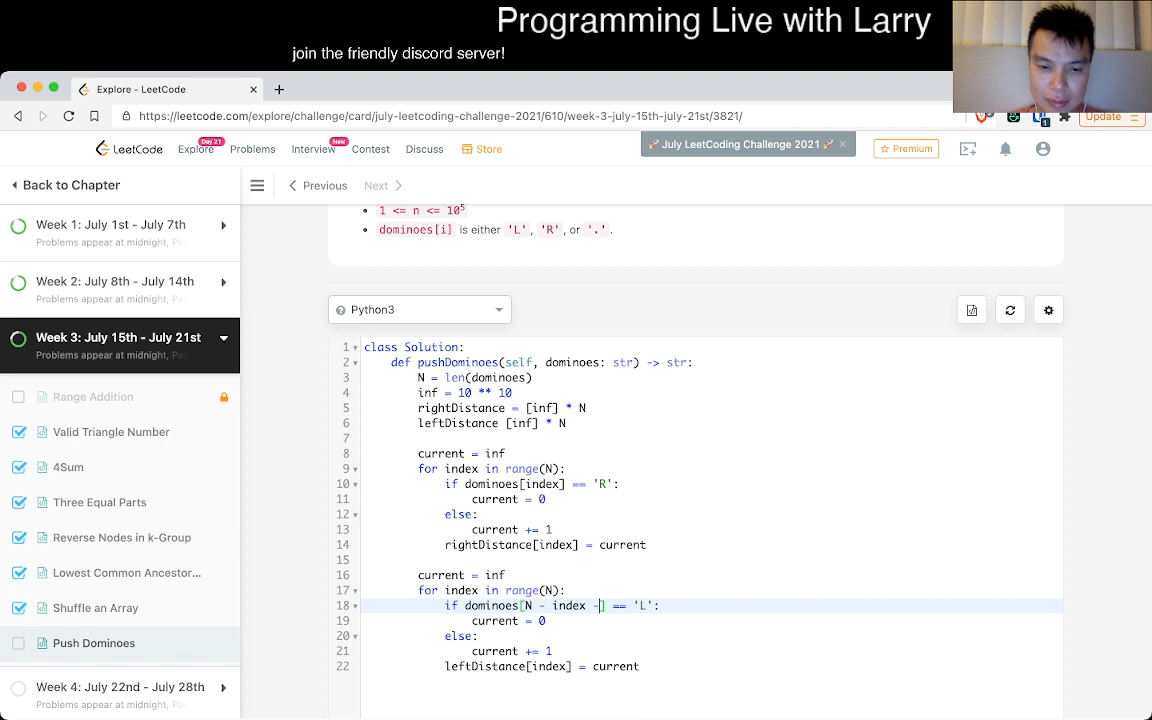 Programming Live with Larry
join the friendly discord server!
Explore - LeetCode
https://leetcode.com/explore/challenge/card/july-leetcoding-challenge-2021/610/week-3-july-15th-july-21st/3821/
Update
LeetCode
Explore
Day 21
Problems
Interview
New
Contest
Discuss
Store
🚀 July LeetCoding Challenge 2021 🚀
Premium
Back to Chapter
Previous
Next
Week 1: July 1st - July 7th
Problems appear at midnight, Pa
Week 2: July 8th - July 14th
Problems appear at midnight, Pa
Week 3: July 15th - July 21st
Problems appear at midnight, Pa
Range Addition
Valid Triangle Number
4Sum
Three Equal Parts
Reverse Nodes in k-Group
Lowest Common Ancestor...
Shuffle an Array
Push Dominoes
Week 4: July 22nd - July 28th
Problems appear at midnight, Pa
• 1 <= n <= 10⁵
• dominoes[i] is either 'L', 'R', or '.'.
Python3
1 class Solution:
2 def pushDominoes(self, dominoes: str) -> str:
3 N = len(dominoes)
4 inf = 10 ** 10
5 rightDistance = [inf] * N
6 leftDistance [inf] * N
7
8 current = inf
9 for index in range(N):
10 if dominoes[index] == 'R':
11 current = 0
12 else:
13 current += 1
14 rightDistance[index] = current
15
16 current = inf
17 for index in range(N):
18 if dominoes[N - index -] == 'L':
19 current = 0
20 else:
21 current += 1
22 leftDistance[index] = current